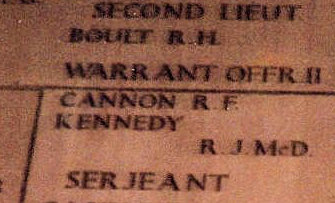 SECOND LIEUT
BOULT R.H.
WARRANT OFFR II
CANNON R F
KENNEDY
R. J. McD.
SERJEANT